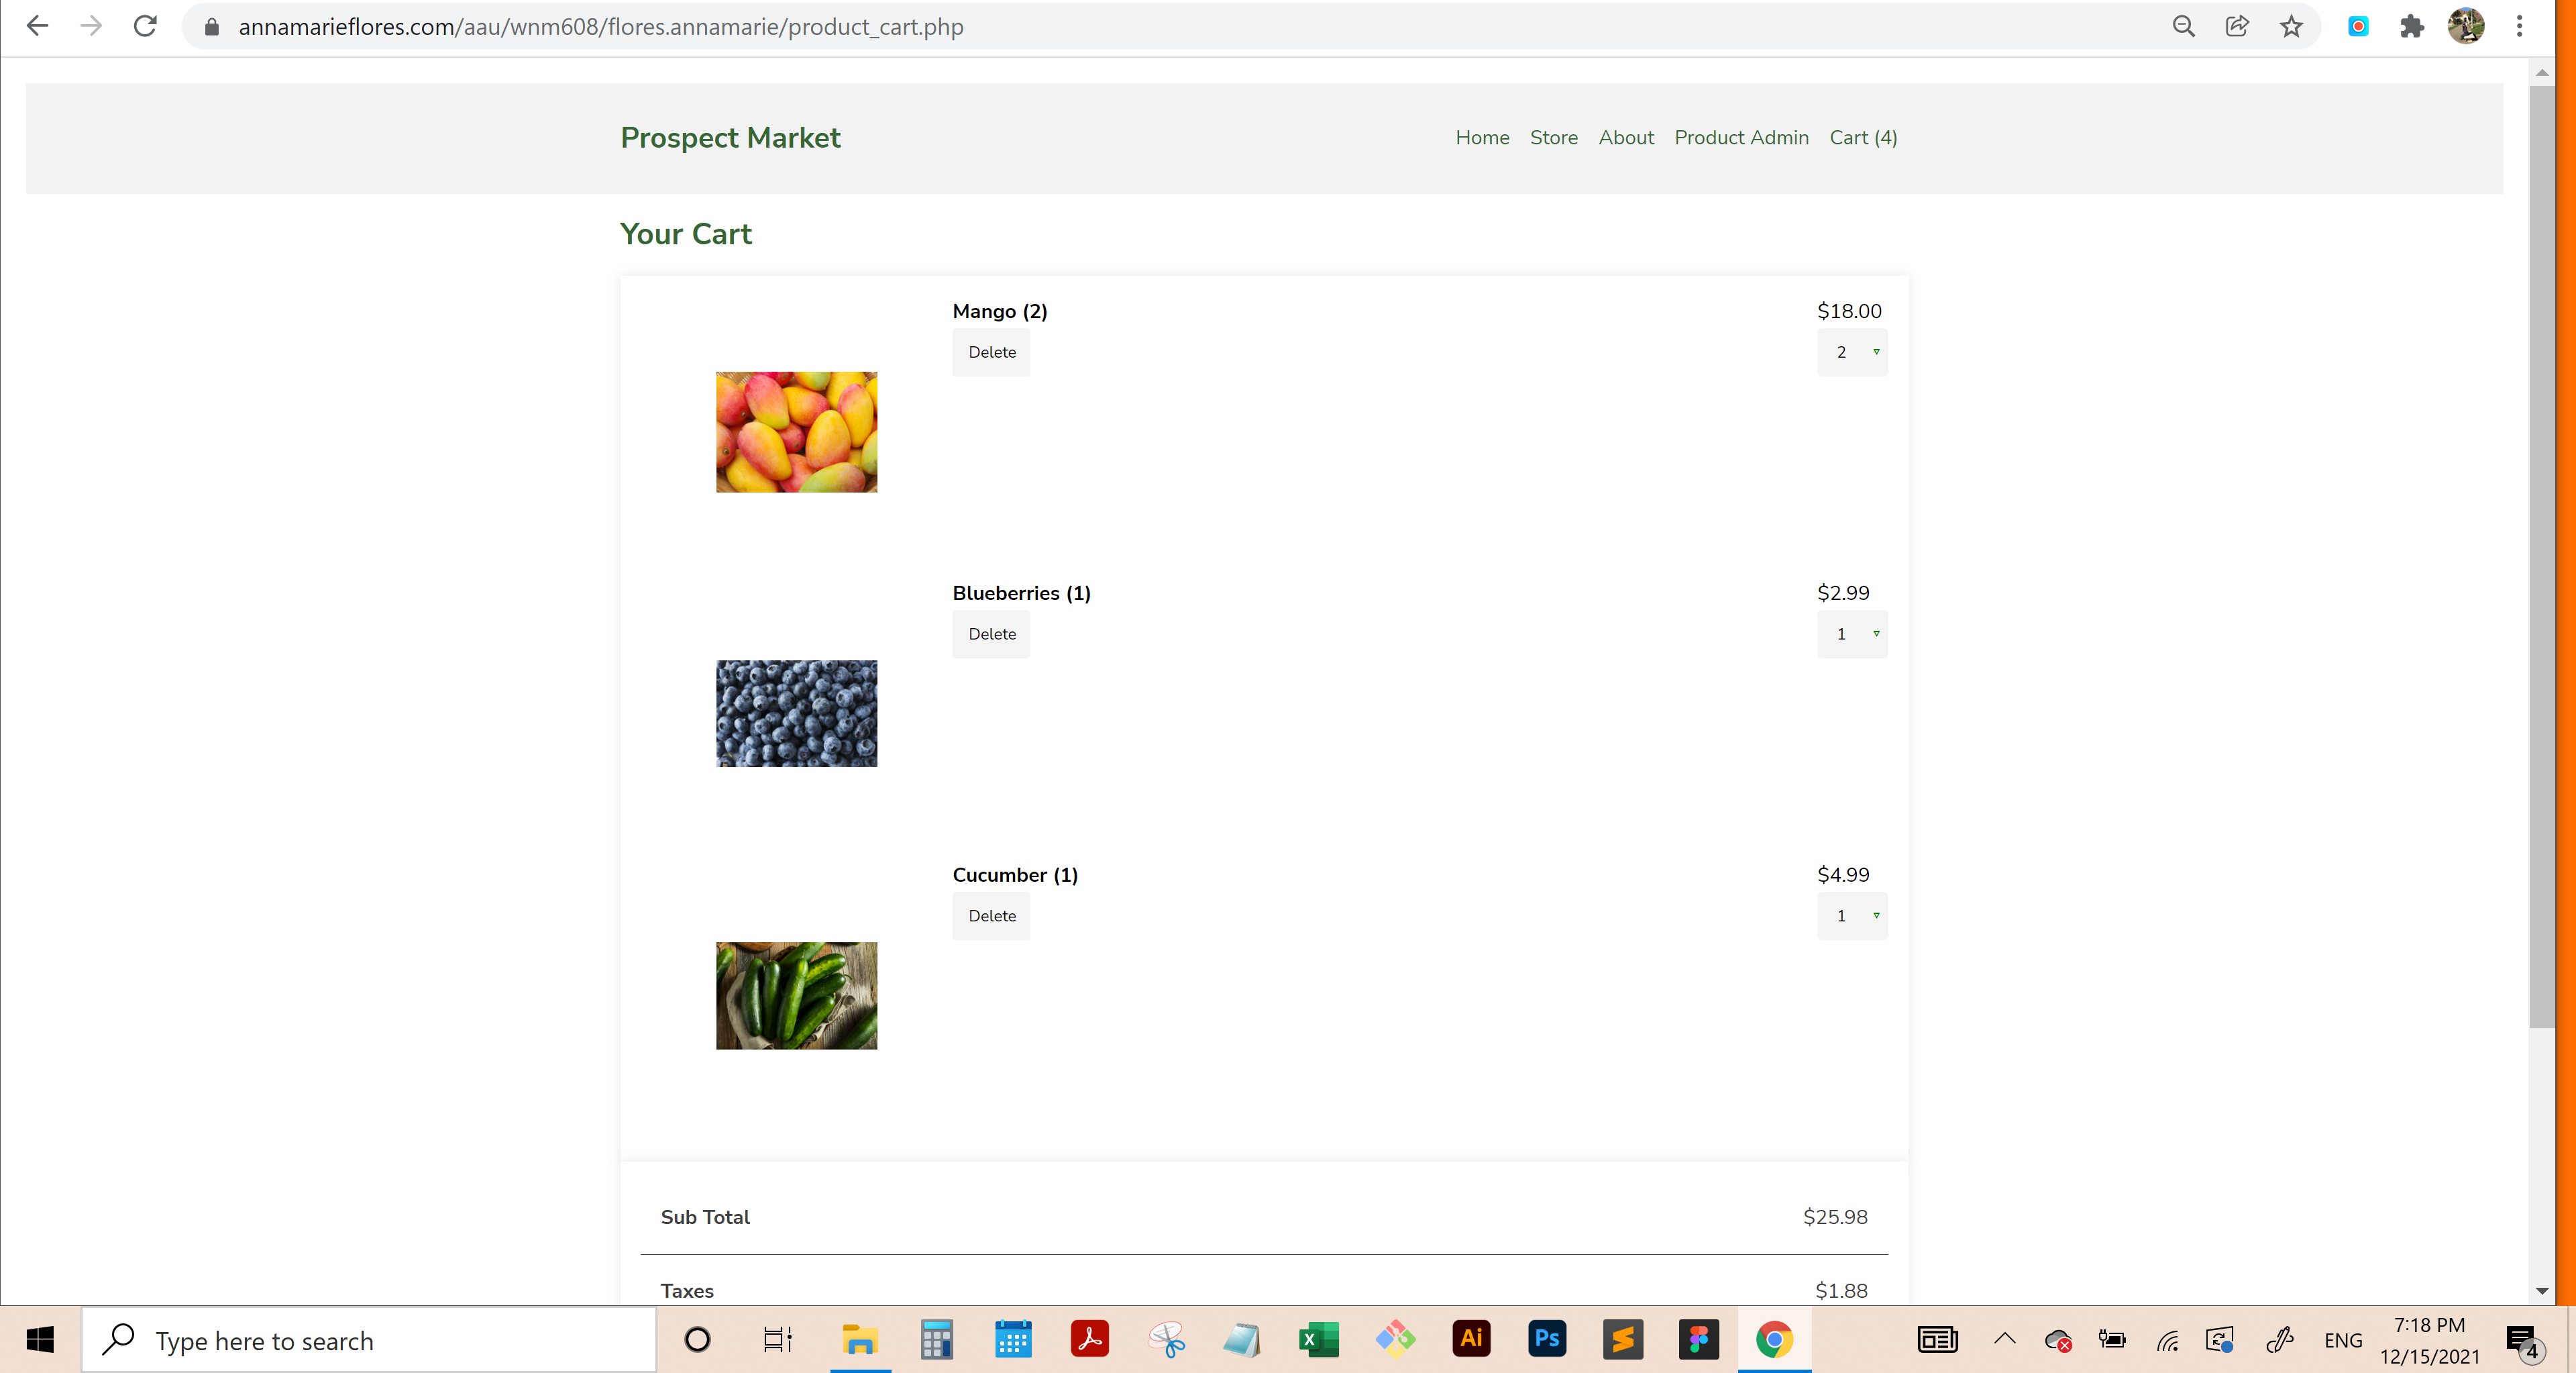 annamarieflores.com/aau/wnm608/flores.annamarie/product_cart.php
Prospect Market
Home Store About Product Admin Cart (4)
Your Cart
Mango (2) $18.00
Delete 2
Blueberries (1) $2.99
Delete 1
Cucumber (1) $4.99
Delete 1
Sub Total $25.98
Taxes $1.88
Type here to search
X Ai Ps
ENG
7:18 PM
12/15/2021
4